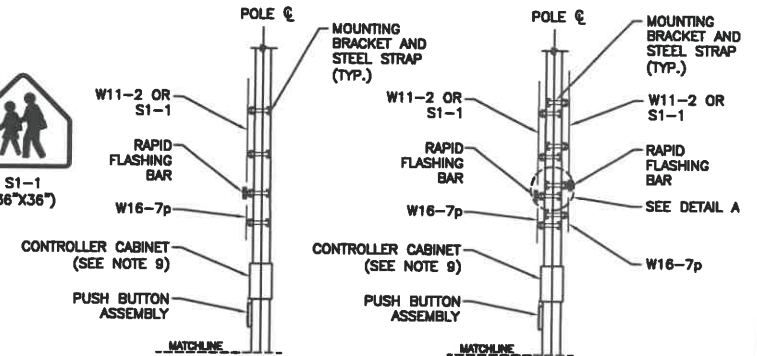 POLE ℄
MOUNTING
BRACKET AND
STEEL STRAP
(TYP.)
W11-2 OR
S1-1
RAPID
FLASHING
BAR
W16-7p
CONTROLLER CABINET
(SEE NOTE 9)
PUSH BUTTON
ASSEMBLY
MATCHLINE
S1-1
36"X36")
POLE ℄
MOUNTING
BRACKET AND
STEEL STRAP
(TYP.)
W11-2 OR
S1-1
W11-2 OR
S1-1
RAPID
FLASHING
BAR
RAPID
FLASHING
BAR
SEE DETAIL A
W16-7p
W16-7p
CONTROLLER CABINET
(SEE NOTE 9)
PUSH BUTTON
ASSEMBLY
MATCHLINE